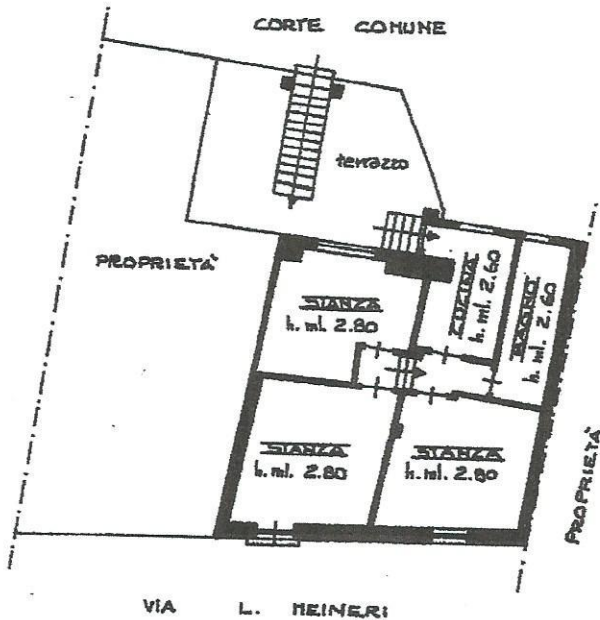 CORTE COMUNE
terrazzo
PROPRIETÀ
STANZA
h. ml. 2.80
CUCINA
h. ml. 2.60
BAGNO
h. ml. 2.60
STANZA
h. ml. 2.80
STANZA
h. ml. 2.80
PROPRIETÀ
VIA L. MEINERI